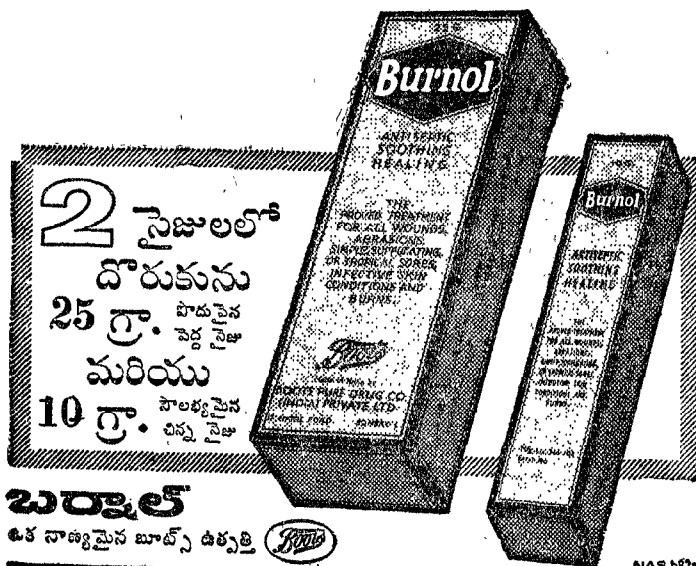 Burnol
ANTISEPTIC
SOOTHING
HEALING
THE
PROVED TREATMENT
FOR ALL WOUNDS,
ABRASIONS,
SIMPLE, SUPPURATING,
OR TROPICAL SORES,
INFECTIVE SKIN
CONDITIONS AND
BURNS.
Boots
BOOTS PURE DRUG CO.
(INDIA) PRIVATE LTD
Burnol
ANTISEPTIC
SOOTHING
HEALING
2 సైజులలో
దొరుకును
25 గ్రా. పొదుపైన
పెద్ద సైజు
మరియు
10 గ్రా. సౌలభ్యమైన
చిన్న సైజు
బర్నాల్
ఒక నాణ్యమైన బూట్స్ ఉత్పత్తి Boots